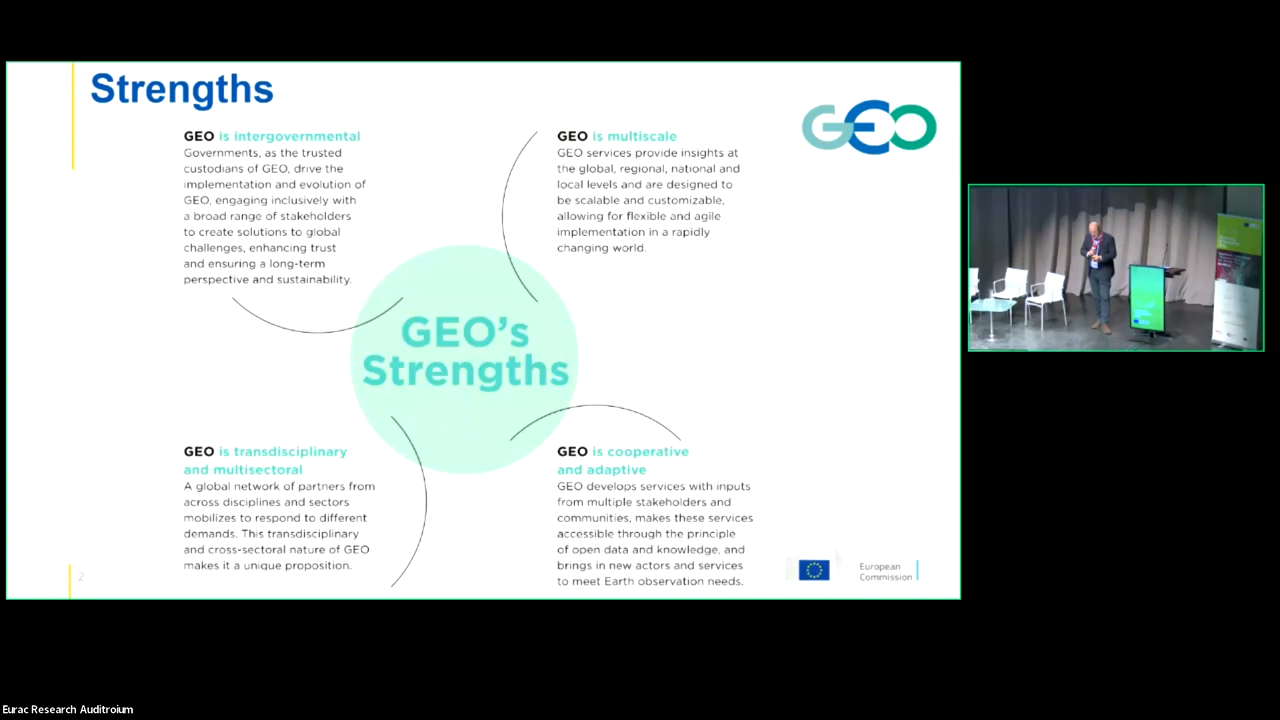 Strengths
GEO
GEO is intergovernmental
Governments, as the trusted
custodians of GEO, drive the
implementation and evolution of
GEO, engaging inclusively with
a broad range of stakeholders
to create solutions to global
challenges, enhancing trust
and ensuring a long-term
perspective and sustainability.
GEO is multiscale
GEO services provide insights at
the global, regional, national and
local levels and are designed to
be scalable and customizable,
allowing for flexible and agile
implementation in a rapidly
changing world.
GEO's
Strengths
GEO is transdisciplinary
and multisectoral
A global network of partners from
across disciplines and sectors
mobilizes to respond to different
demands. This transdisciplinary
and cross-sectoral nature of GEO
makes it a unique proposition.
GEO is cooperative
and adaptive
GEO develops services with inputs
from multiple stakeholders and
communities, makes these services
accessible through the principle
of open data and knowledge, and
brings in new actors and services
to meet Earth observation needs.
2
European
Commission
Eurac Research Auditroium